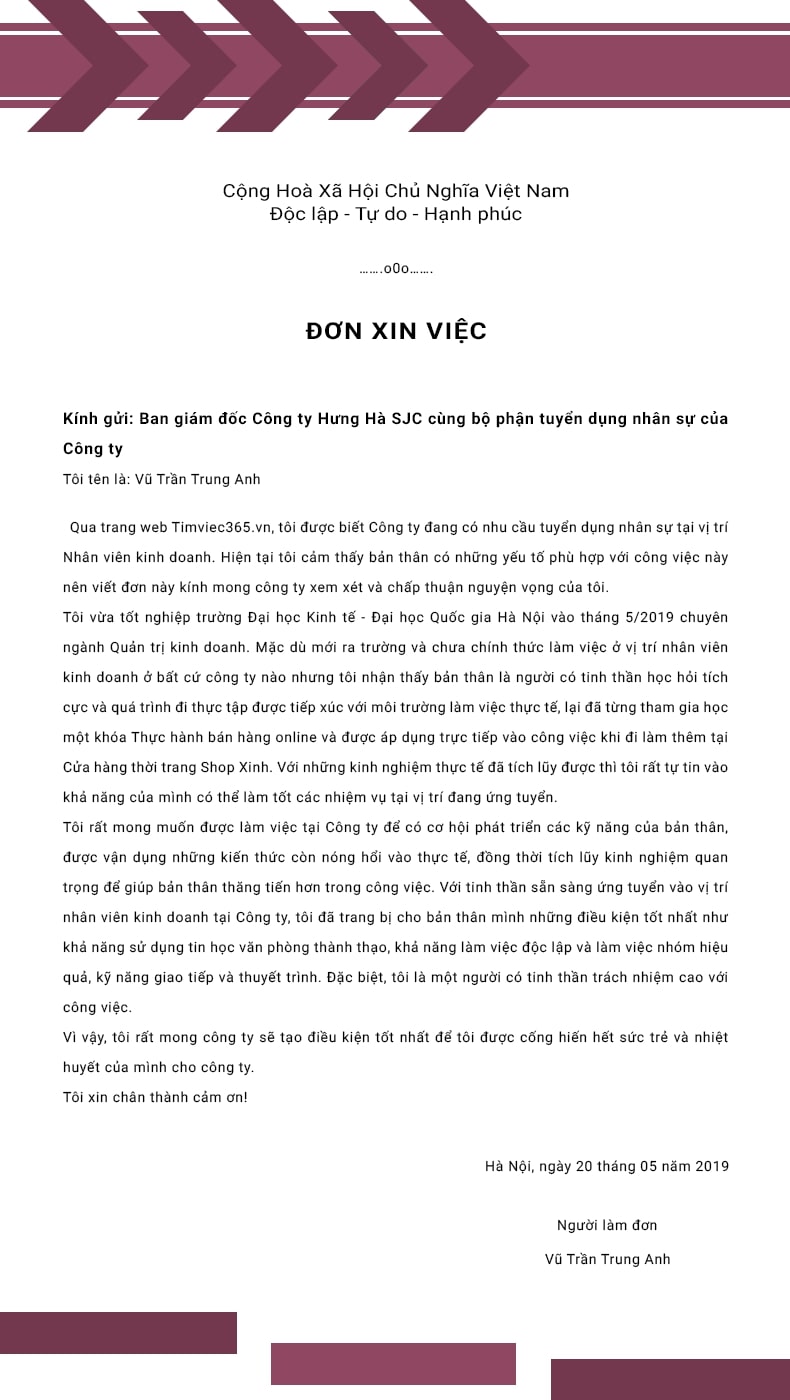 Cộng Hoà Xã Hội Chủ Nghĩa Việt Nam
Độc lập - Tự do - Hạnh phúc
…….o0o…….
ĐƠN XIN VIỆC
Kính gửi: Ban giám đốc Công ty Hưng Hà SJC cùng bộ phận tuyển dụng nhân sự của
Công ty
Tôi tên là: Vũ Trần Trung Anh
Qua trang web Timviec365.vn, tôi được biết Công ty đang có nhu cầu tuyển dụng nhân sự tại vị trí
Nhân viên kinh doanh. Hiện tại tôi cảm thấy bản thân có những yếu tố phù hợp với công việc này
nên viết đơn này kính mong công ty xem xét và chấp thuận nguyện vọng của tôi.
Tôi vừa tốt nghiệp trường Đại học Kinh tế - Đại học Quốc gia Hà Nội vào tháng 5/2019 chuyên
ngành Quản trị kinh doanh. Mặc dù mới ra trường và chưa chính thức làm việc ở vị trí nhân viên
kinh doanh ở bất cứ công ty nào nhưng tôi nhận thấy bản thân là người có tinh thần học hỏi tích
cực và quá trình đi thực tập được tiếp xúc với môi trường làm việc thực tế, lại đã từng tham gia học
một khóa Thực hành bán hàng online và được áp dụng trực tiếp vào công việc khi đi làm thêm tại
Cửa hàng thời trang Shop Xinh. Với những kinh nghiệm thực tế đã tích lũy được thì tôi rất tự tin vào
khả năng của mình có thể làm tốt các nhiệm vụ tại vị trí đang ứng tuyển.
Tôi rất mong muốn được làm việc tại Công ty để có cơ hội phát triển các kỹ năng của bản thân,
được vận dụng những kiến thức còn nóng hổi vào thực tế, đồng thời tích lũy kinh nghiệm quan
trọng để giúp bản thân thăng tiến hơn trong công việc. Với tinh thần sẵn sàng ứng tuyển vào vị trí
nhân viên kinh doanh tại Công ty, tôi đã trang bị cho bản thân mình những điều kiện tốt nhất như
khả năng sử dụng tin học văn phòng thành thạo, khả năng làm việc độc lập và làm việc nhóm hiệu
quả, kỹ năng giao tiếp và thuyết trình. Đặc biệt, tôi là một người có tinh thần trách nhiệm cao với
công việc.
Vì vậy, tôi rất mong công ty sẽ tạo điều kiện tốt nhất để tôi được cống hiến hết sức trẻ và nhiệt
huyết của mình cho công ty.
Tôi xin chân thành cảm ơn!
Hà Nội, ngày 20 tháng 05 năm 2019
Người làm đơn
Vũ Trần Trung Anh